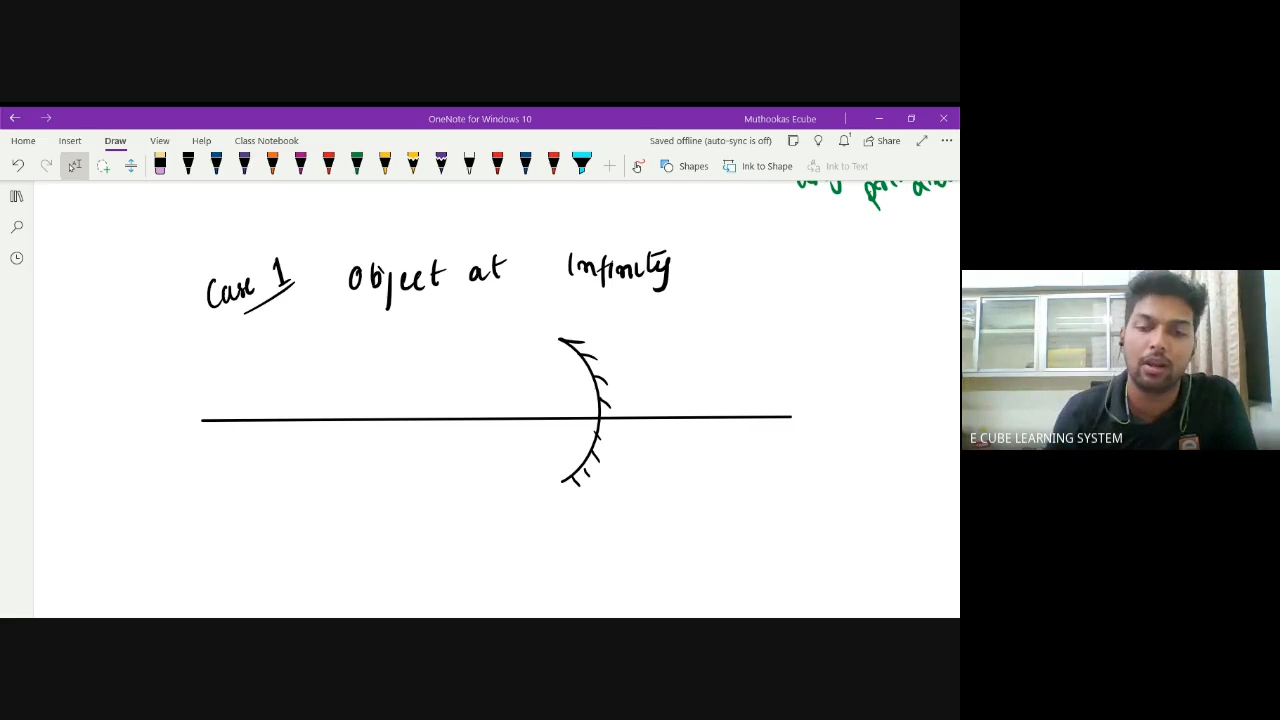 OneNote for Windows 10
Muthookas Ecube
Home Insert Draw View Help Class Notebook
Saved offline (auto-sync is off)
Share
Shapes
Ink to Shape
Ink to Text
Case 1 Object at Infinity
E CUBE LEARNING SYSTEM